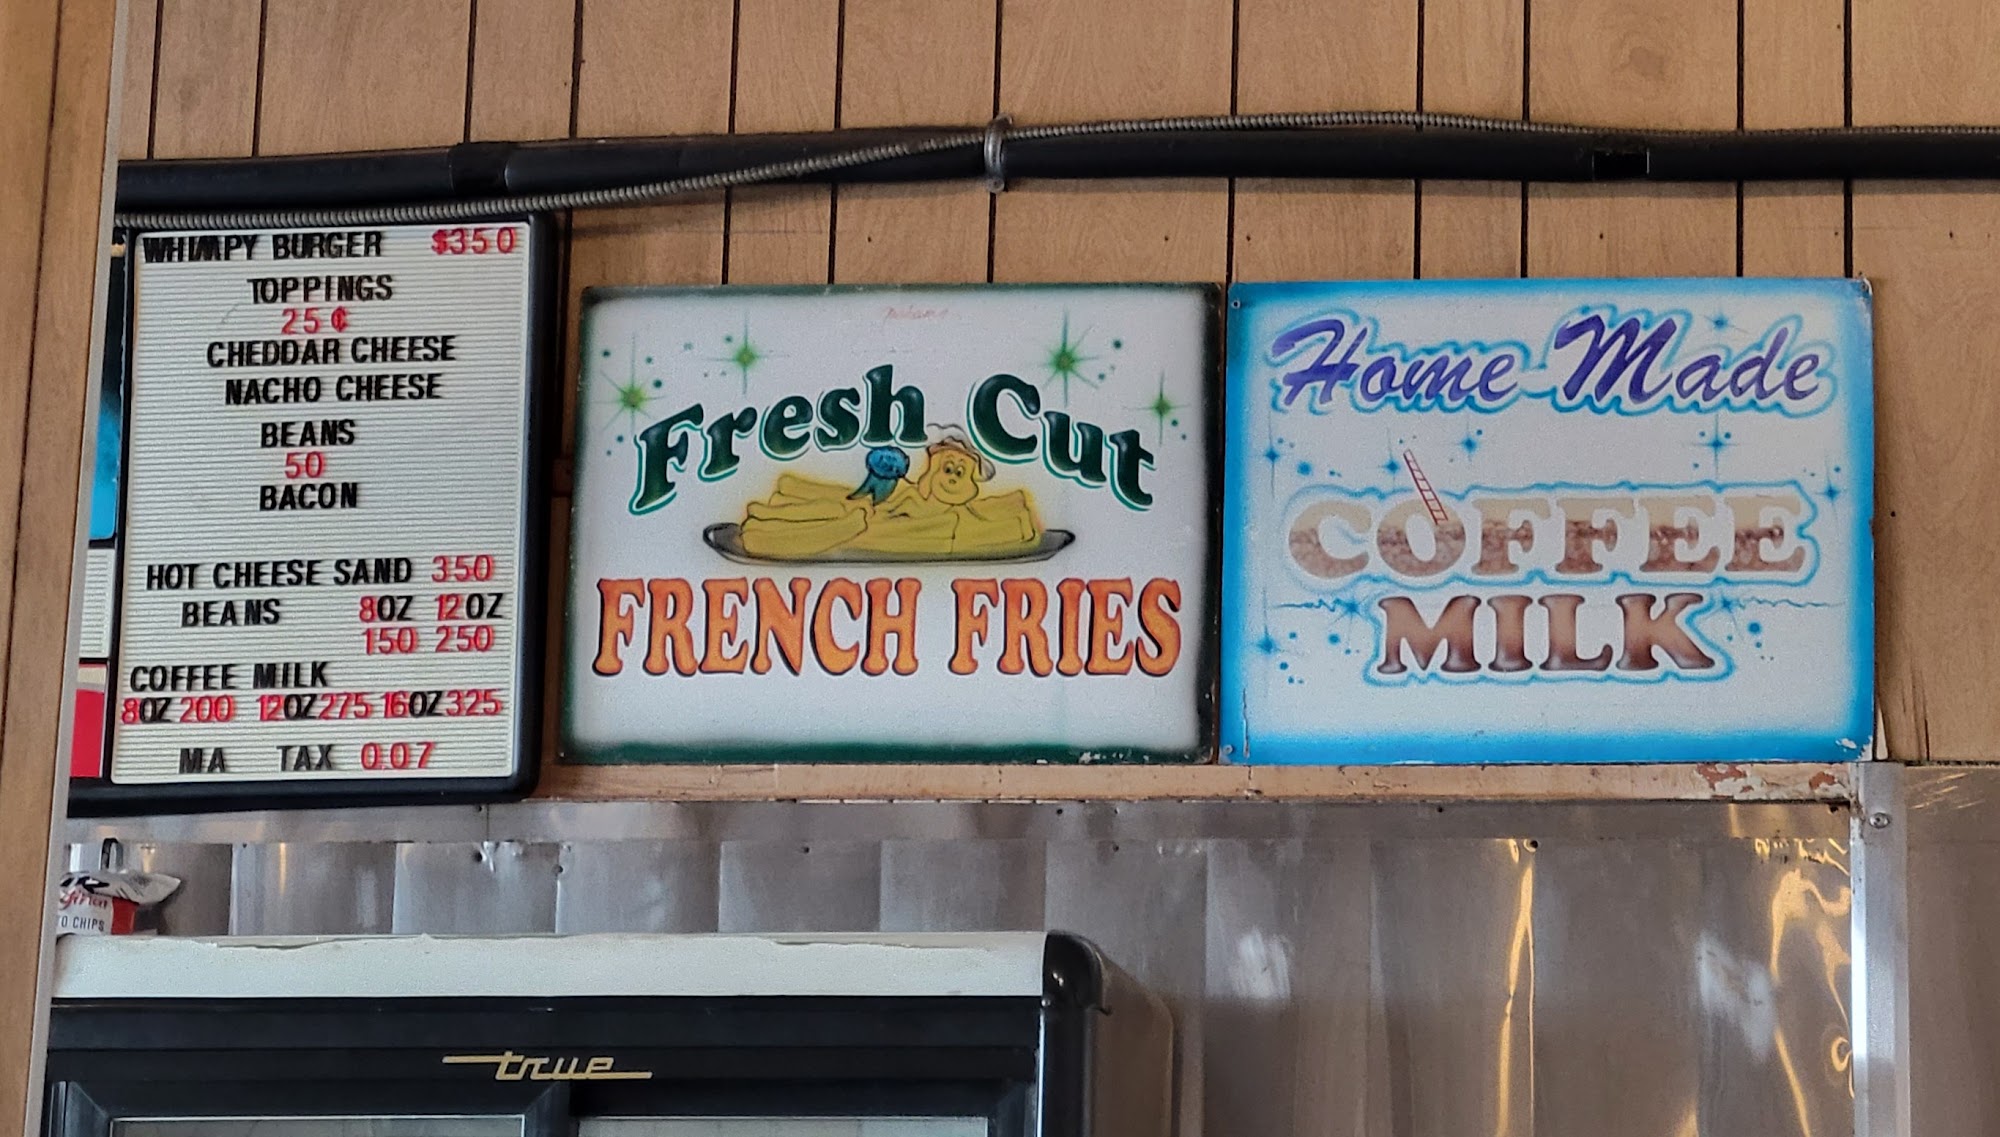 WHIMPY BURGER $350
TOPPINGS
25¢
CHEDDAR CHEESE
NACHO CHEESE
BEANS
50
BACON
HOT CHEESE SAND 350
BEANS 8OZ 12OZ
150 250
COFFEE MILK
8OZ 200 12OZ 275 16OZ 325
MA TAX 0.07
Fresh Cut
FRENCH FRIES
Home Made
COFFEE
MILK
TO CHIPS
true